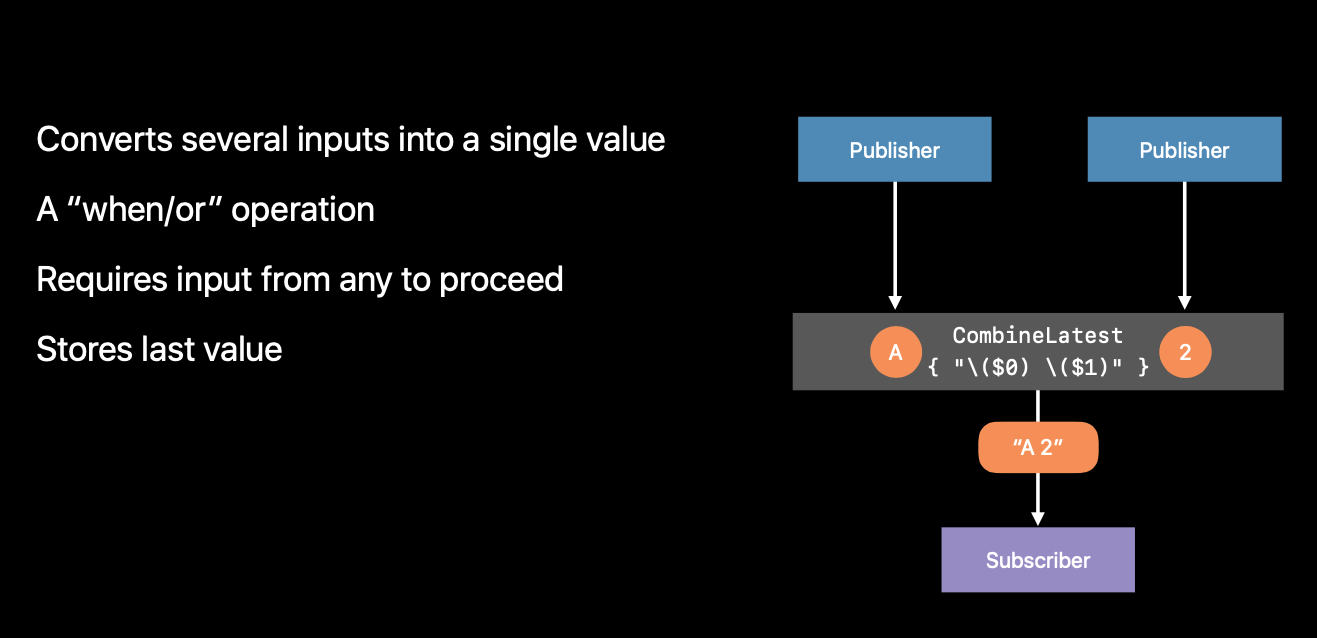 Converts several inputs into a single value
A “when/or” operation
Requires input from any to proceed
Stores last value
Publisher
Publisher
A
CombineLatest
{ "\($0) \($1)" }
2
“A 2”
Subscriber